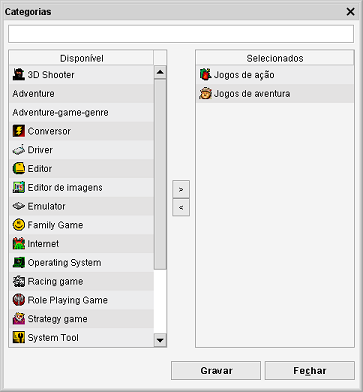 Categorias
Disponível
3D Shooter
Adventure
Adventure-game-genre
Conversor
Driver
Editor
Editor de imagens
Emulator
Family Game
Internet
Operating System
Racing game
Role Playing Game
Strategy game
System Tool
>
<
Selecionados
Jogos de ação
Jogos de aventura
Gravar
Fechar